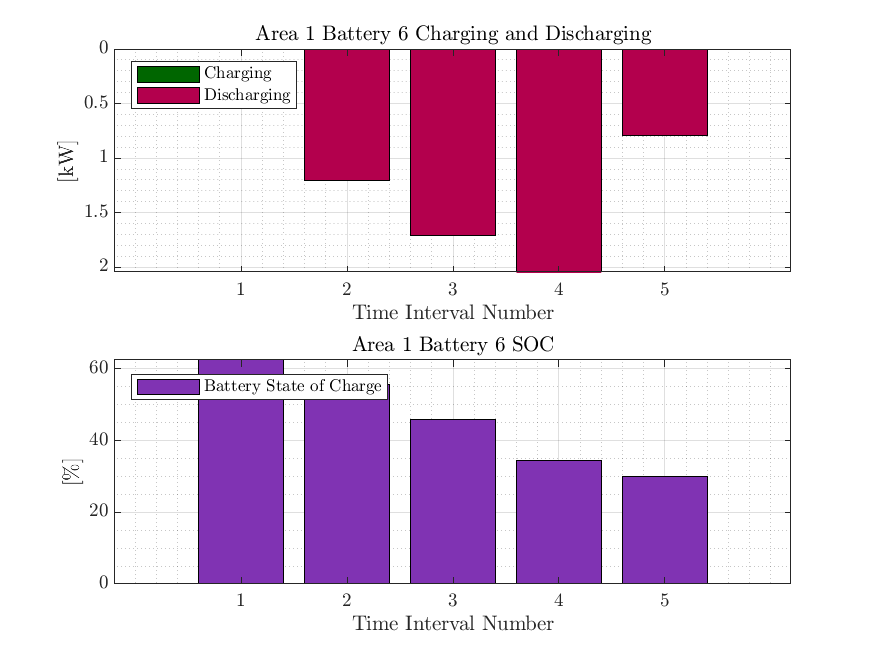 Area 1 Battery 6 Charging and Discharging
0
0.5
1
1.5
2
[kW]
Charging
Discharging
1 2 3 4 5
Time Interval Number
Area 1 Battery 6 SOC
60
40
20
0
[%]
Battery State of Charge
1 2 3 4 5
Time Interval Number